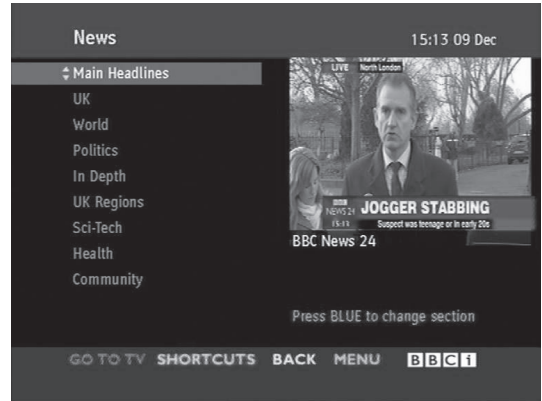 News
15:13 09 Dec
Main Headlines
UK
World
Politics
In Depth
UK Regions
Sci-Tech
Health
Community
LIVE North London
BBC
NEWS 24
15:13
JOGGER STABBING
Suspect was teenage or in early 20s
BBC News 24
Press BLUE to change section
GO TO TV SHORTCUTS BACK MENU BBCi